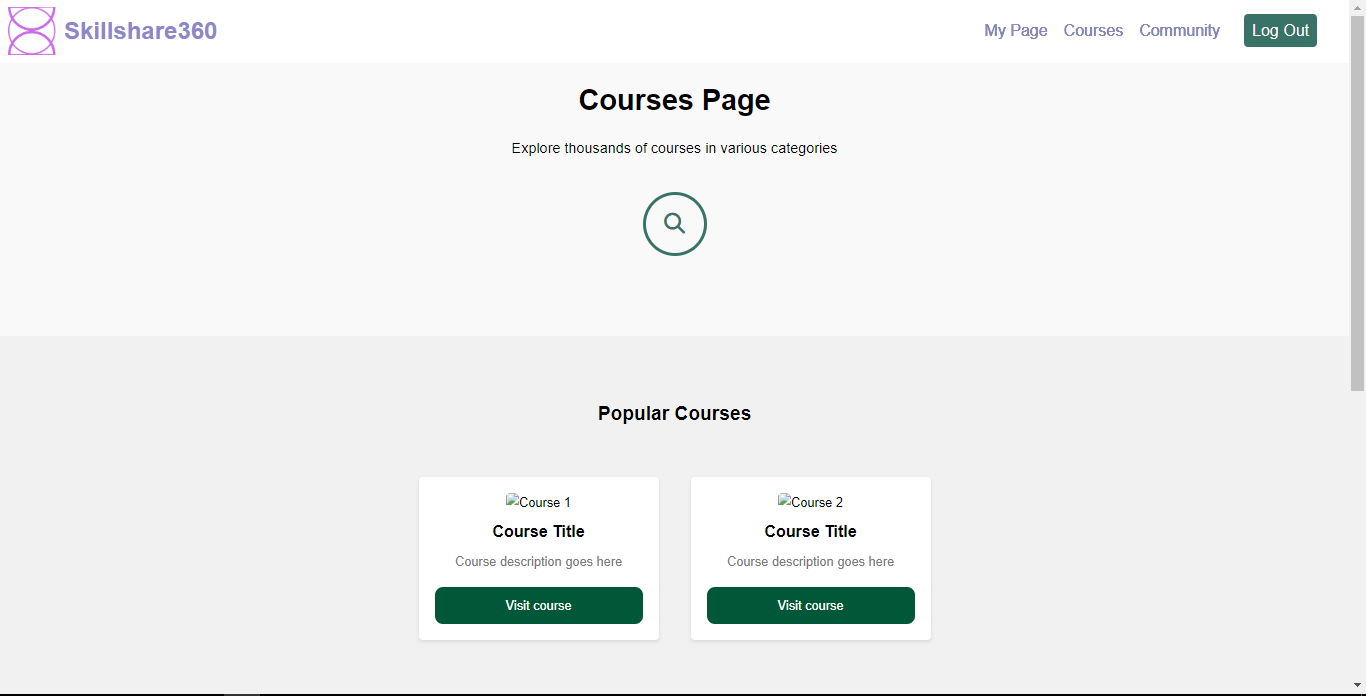 Skillshare360
My Page Courses Community Log Out
Courses Page
Explore thousands of courses in various categories
Popular Courses
Course 1
Course Title
Course description goes here
Visit course
Course 2
Course Title
Course description goes here
Visit course